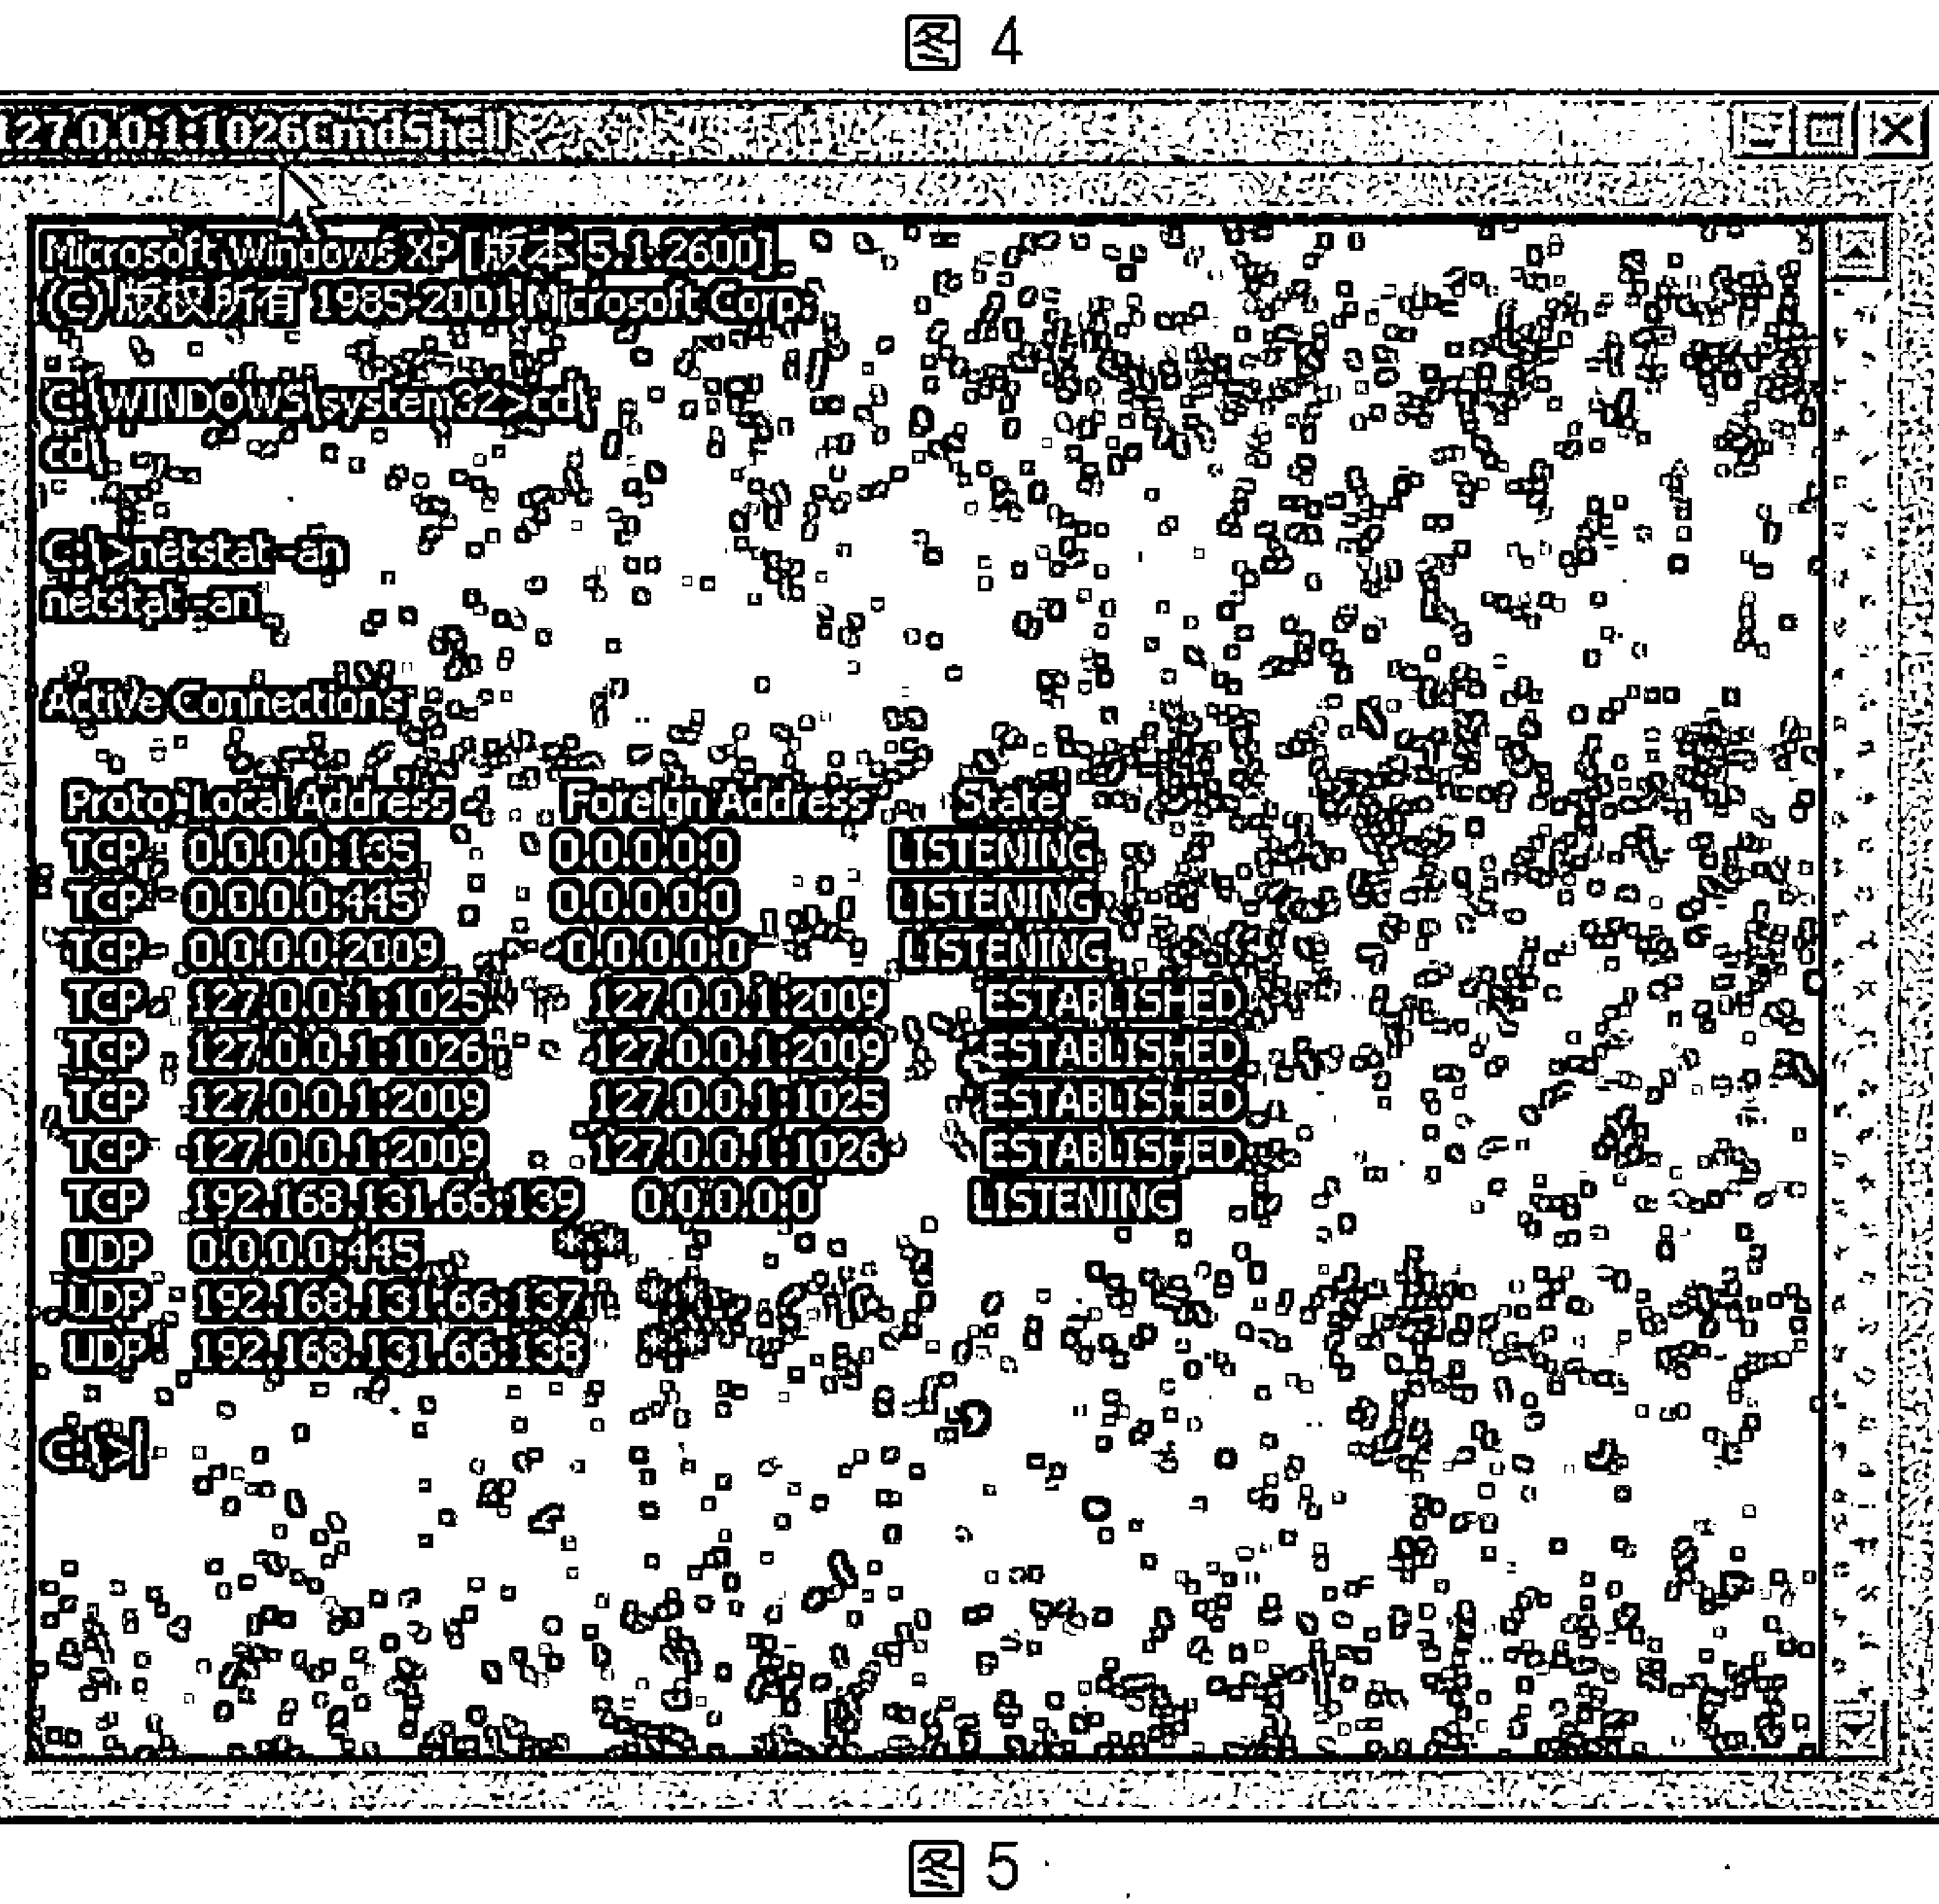 图 4
127.0.0.1:1026CmdShell
Microsoft Windows XP [版本 5.1.2600]
(C) 版权所有 1985-2001 Microsoft Corp.
C:\WINDOWS\system32>cd\
cd\
C:\>netstat -an
netstat -an
Active Connections
Proto Local Address Foreign Address State
TCP 0.0.0.0:135 0.0.0.0:0 LISTENING
TCP 0.0.0.0:445 0.0.0.0:0 LISTENING
TCP 0.0.0.0:2009 0.0.0.0:0 LISTENING
TCP 127.0.0.1:1025 127.0.0.1:2009 ESTABLISHED
TCP 127.0.0.1:1026 127.0.0.1:2009 ESTABLISHED
TCP 127.0.0.1:2009 127.0.0.1:1025 ESTABLISHED
TCP 127.0.0.1:2009 127.0.0.1:1026 ESTABLISHED
TCP 192.168.131.66:139 0.0.0.0:0 LISTENING
UDP 0.0.0.0:445 *:*
UDP 192.168.131.66:137 *:*
UDP 192.168.131.66:138 *:*
C:\>
图 5